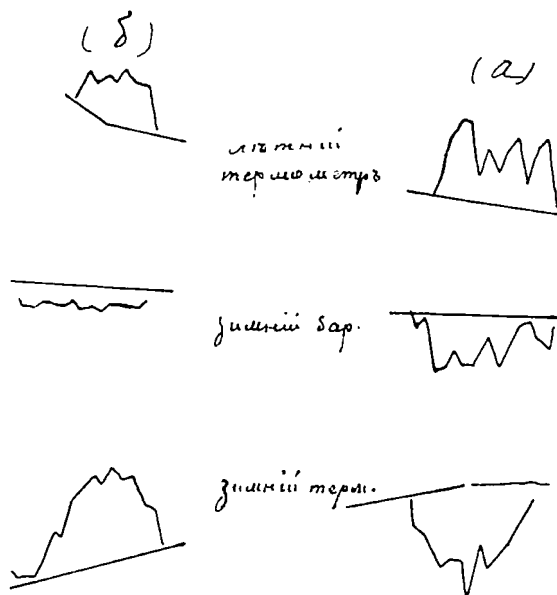 (б)
(а)
лѣтній
термометръ
зимній бар.
зимній терм.